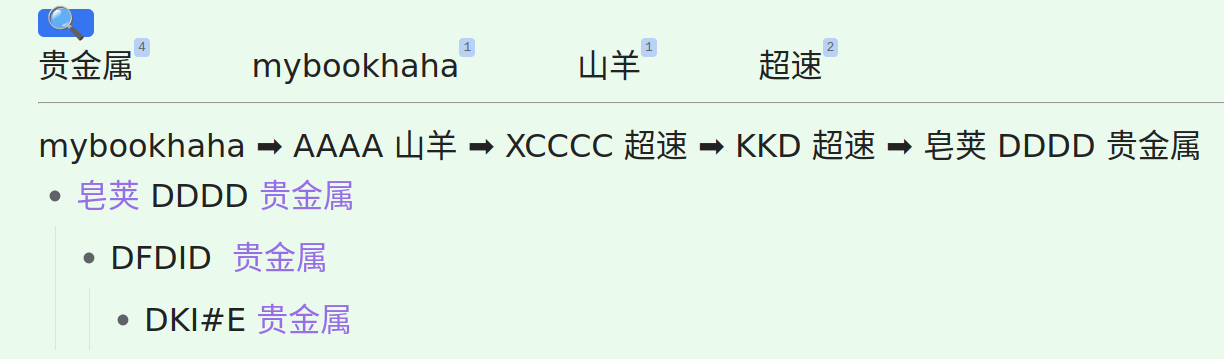 贵金属 4 mybookhaha 1 山羊 1 超速 2
mybookhaha ➡ AAAA 山羊 ➡ XCCCC 超速 ➡ KKD 超速 ➡ 皂荚 DDDD 贵金属
皂荚 DDDD 贵金属
DFDID 贵金属
DKI#E 贵金属